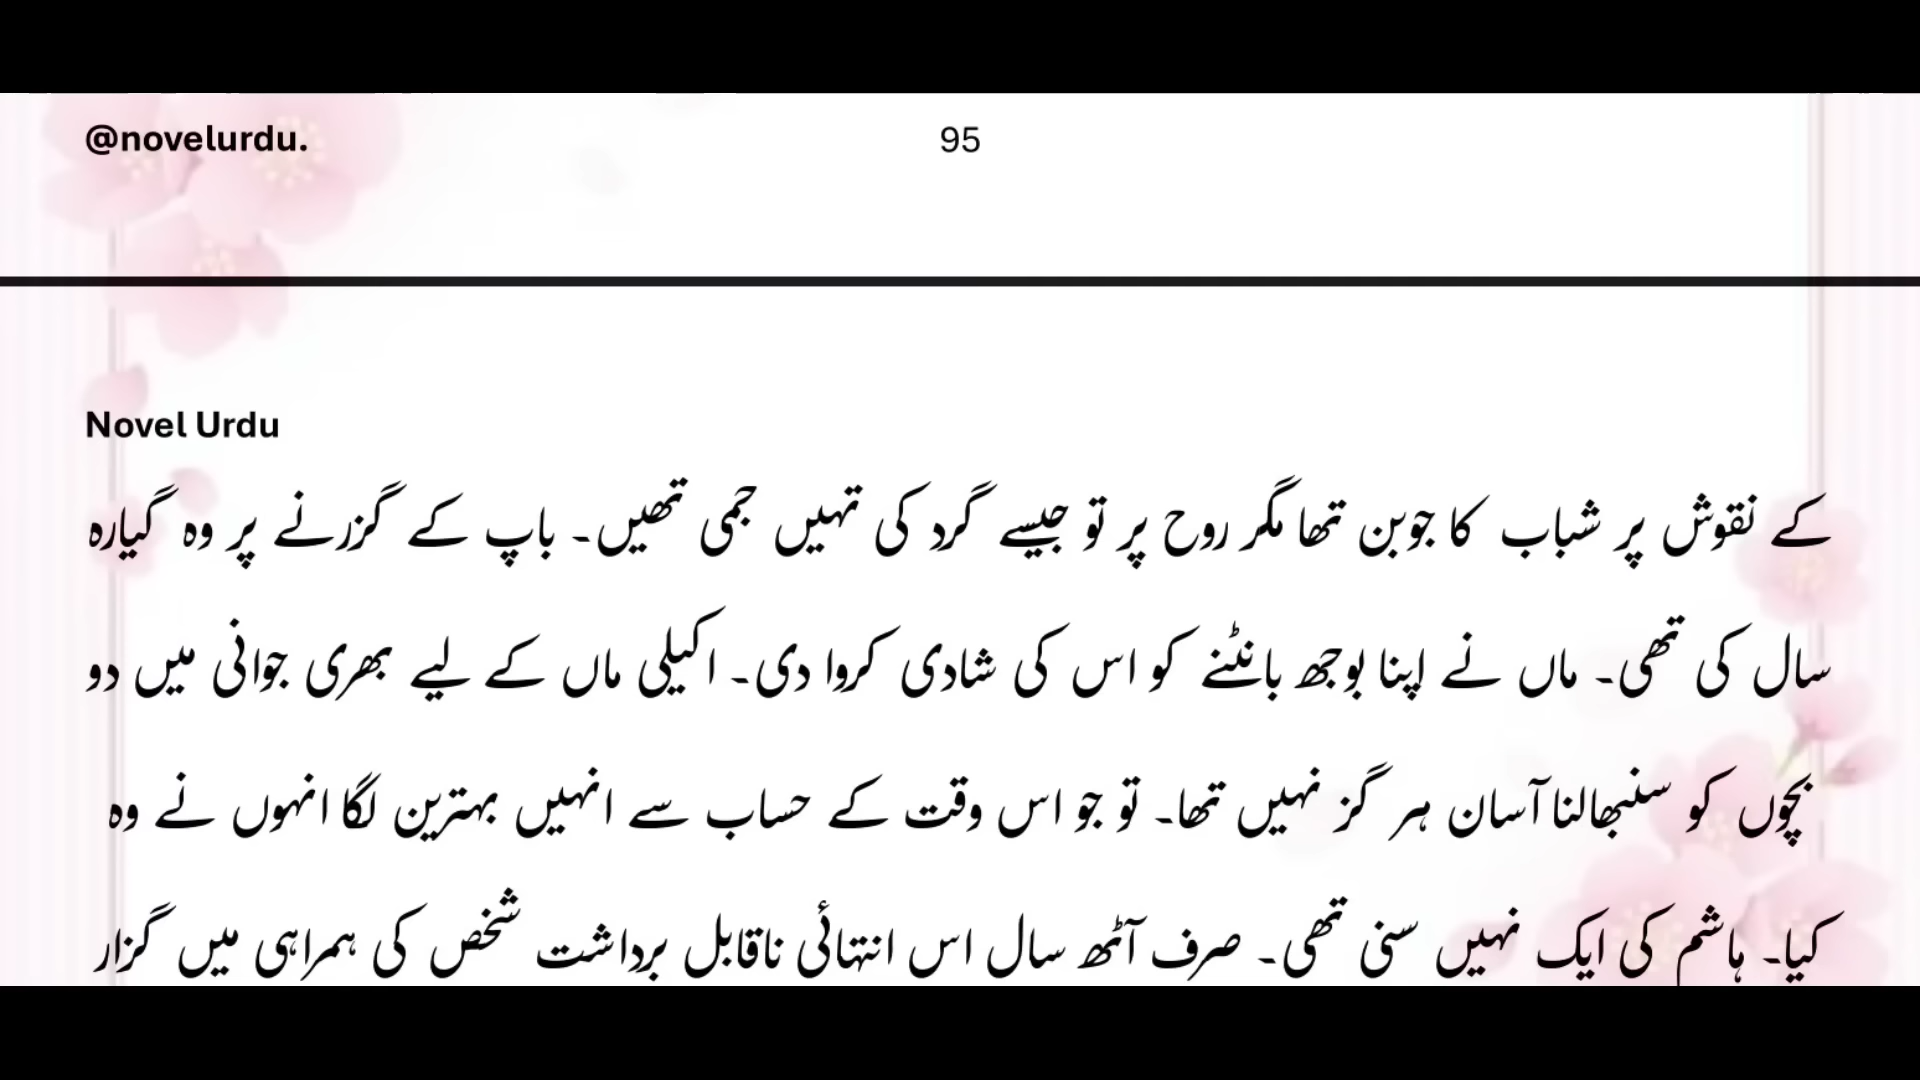 @novelurdu.
95
Novel Urdu
کے نقوش پر شباب کا جوبن تھا مگر روح پر تو جیسے گرد کی تہیں جمی تھیں۔ باپ کے گزرنے پر وہ گیارہ
سال کی تھی۔ ماں نے اپنا بوجھ بانٹنے کو اس کی شادی کروا دی۔ اکیلی ماں کے لیے بھری جوانی میں دو
بچوں کو سنبھالنا آسان ہر گز نہیں تھا۔ تو جو اس وقت کے حساب سے انہیں بہترین لگا انہوں نے وہ
کیا۔ ہاشم کی ایک نہیں سنی تھی۔ صرف آٹھ سال اس انتہائی ناقابل برداشت شخص کی ہمراہی میں گزار